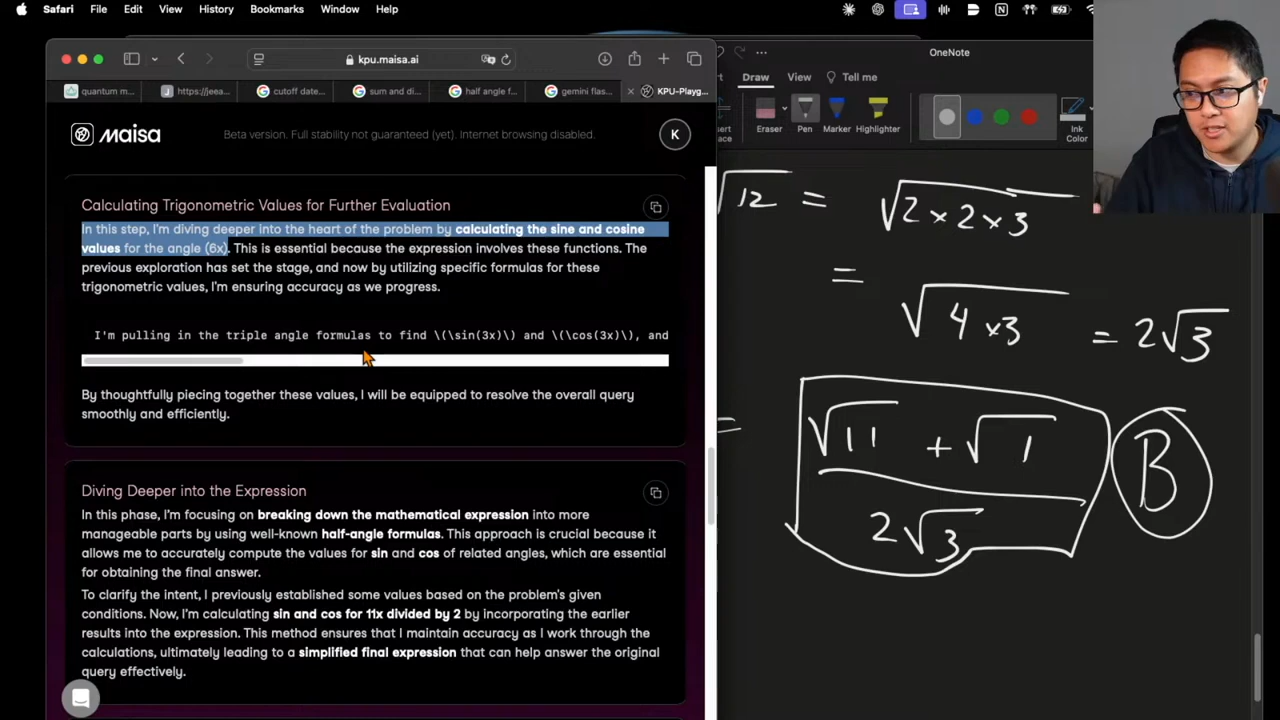 Safari File Edit View History Bookmarks Window Help
kpu.maisa.ai
quantum m... https://jeea... cutoff date... sum and di... half angle f... gemini flas... KPU-Playg...
maisa
Beta version. Full stability not guaranteed (yet). Internet browsing disabled.
K
Calculating Trigonometric Values for Further Evaluation
In this step, I'm diving deeper into the heart of the problem by calculating the sine and cosine
values for the angle (6x). This is essential because the expression involves these functions. The
previous exploration has set the stage, and now by utilizing specific formulas for these
trigonometric values, I'm ensuring accuracy as we progress.
I'm pulling in the triple angle formulas to find \(\sin(3x)\) and \(\cos(3x)\), and
By thoughtfully piecing together these values, I will be equipped to resolve the overall query
smoothly and efficiently.
Diving Deeper into the Expression
In this phase, I'm focusing on breaking down the mathematical expression into more
manageable parts by using well-known half-angle formulas. This approach is crucial because it
allows me to accurately compute the values for sin and cos of related angles, which are essential
for obtaining the final answer.
To clarify the intent, I previously established some values based on the problem's given
conditions. Now, I'm calculating sin and cos for 11x divided by 2 by incorporating the earlier
results into the expression. This method ensures that I maintain accuracy as I work through the
calculations, ultimately leading to a simplified final expression that can help answer the original
query effectively.
OneNote
Draw View Tell me
Eraser Pen Marker Highlighter
Ink
Color
√12 = √2×2×3
= √4×3 = 2√3
= √11 + √1
2√3
B